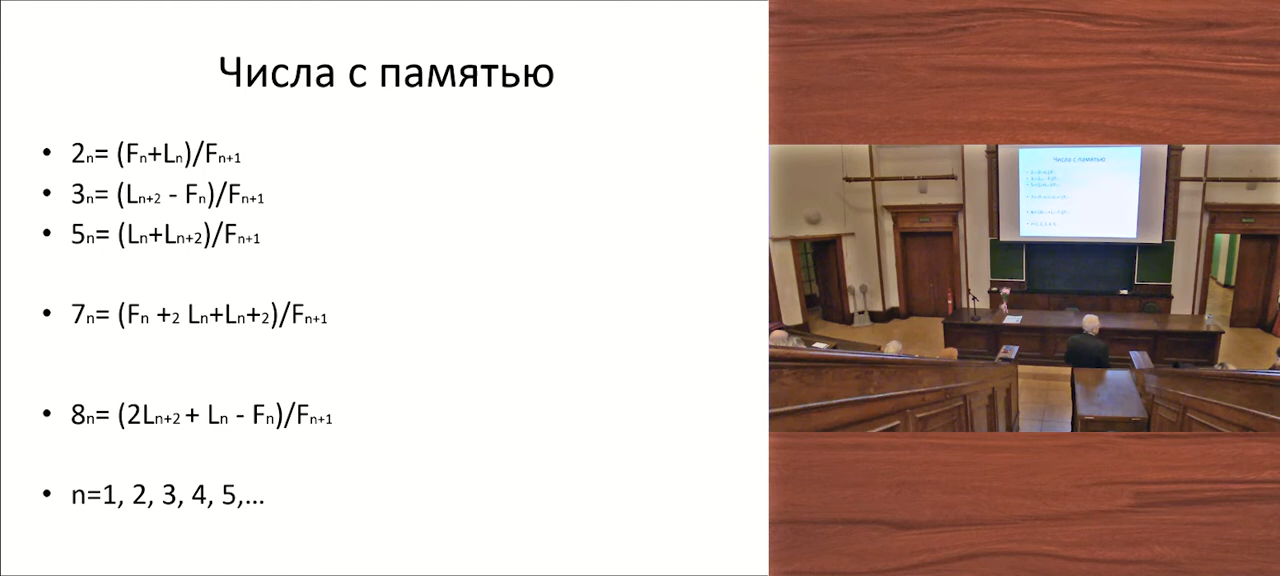 Числа с памятью
• 2n= (Fn+Ln)/Fn+1
• 3n= (Ln+2 - Fn)/Fn+1
• 5n= (Ln+Ln+2)/Fn+1
• 7n= (Fn +2 Ln+Ln+2)/Fn+1
• 8n= (2Ln+2 + Ln - Fn)/Fn+1
• n=1, 2, 3, 4, 5,...
Числа с памятью